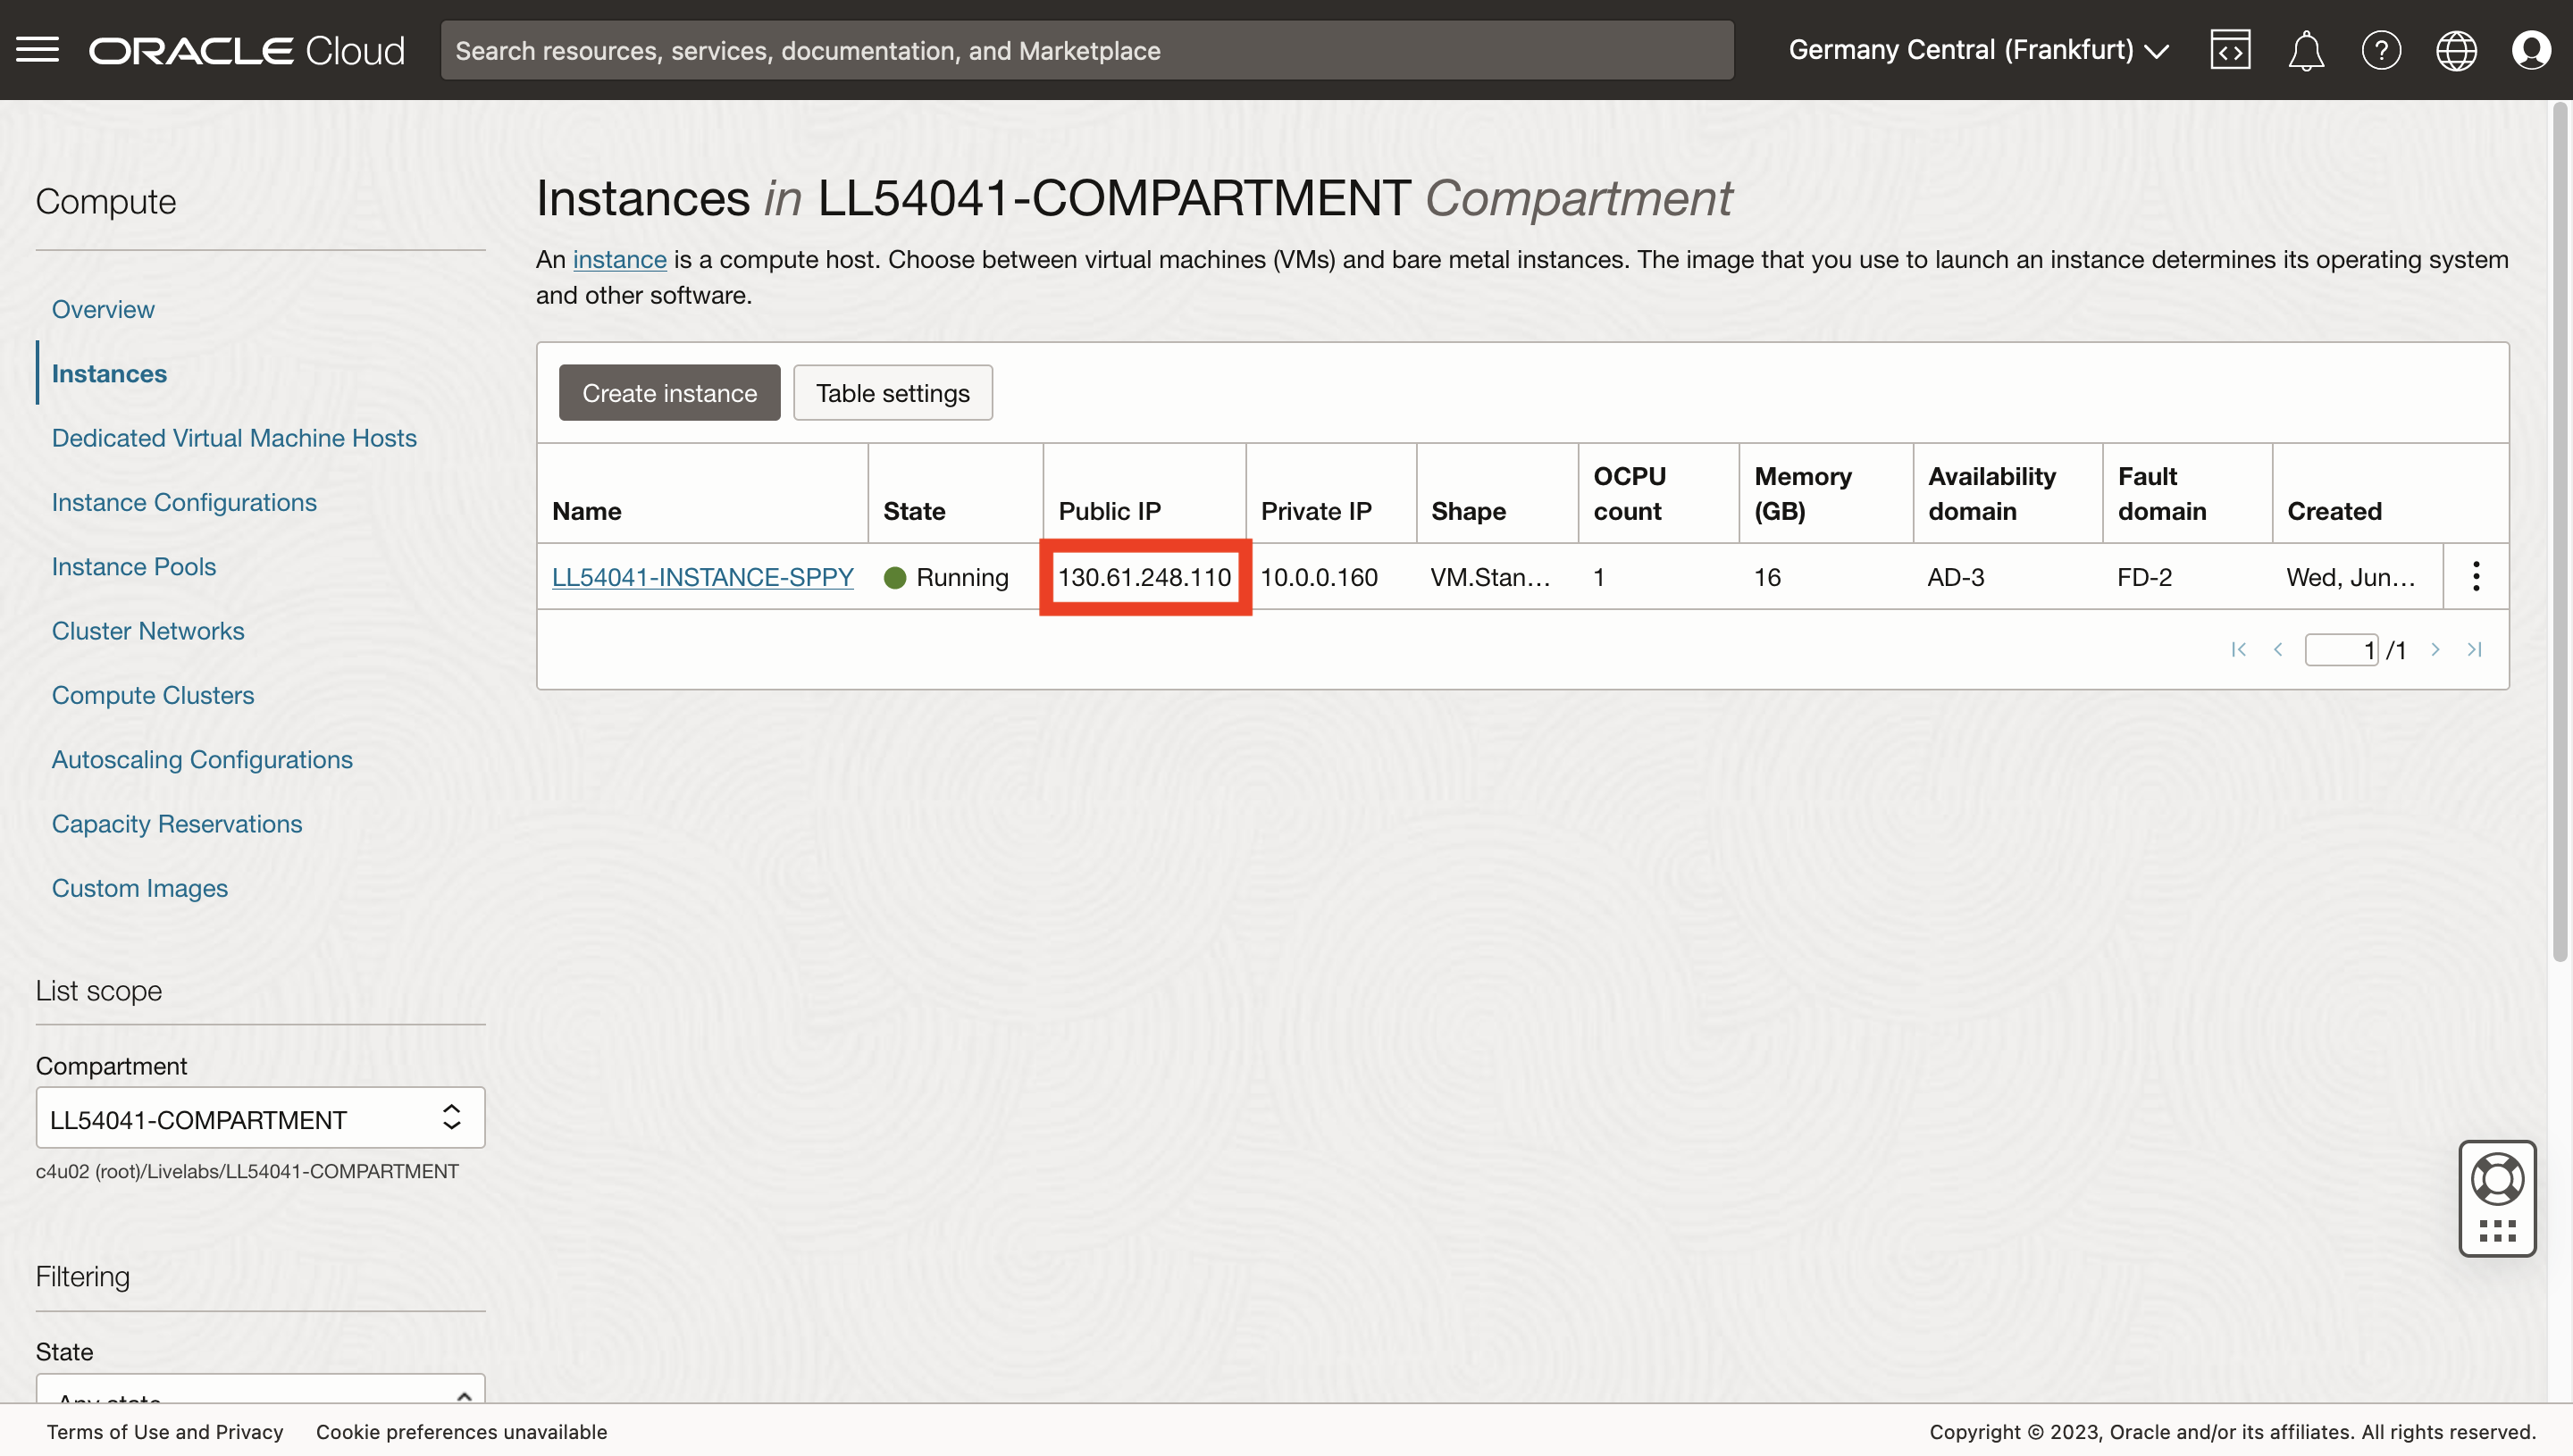 ORACLE Cloud
Search resources, services, documentation, and Marketplace
Germany Central (Frankfurt)
Compute
Overview
Instances
Dedicated Virtual Machine Hosts
Instance Configurations
Instance Pools
Cluster Networks
Compute Clusters
Autoscaling Configurations
Capacity Reservations
Custom Images
List scope
Compartment
LL54041-COMPARTMENT
c4u02 (root)/Livelabs/LL54041-COMPARTMENT
Filtering
State
Any state
Instances in LL54041-COMPARTMENT Compartment
An instance is a compute host. Choose between virtual machines (VMs) and bare metal instances. The image that you use to launch an instance determines its operating system
and other software.
Create instance Table settings
Name State Public IP Private IP Shape OCPU count Memory (GB) Availability domain Fault domain Created
LL54041-INSTANCE-SPPY Running 130.61.248.110 10.0.0.160 VM.Stan... 1 16 AD-3 FD-2 Wed, Jun...
1 /1
Terms of Use and Privacy Cookie preferences unavailable
Copyright © 2023, Oracle and/or its affiliates. All rights reserved.